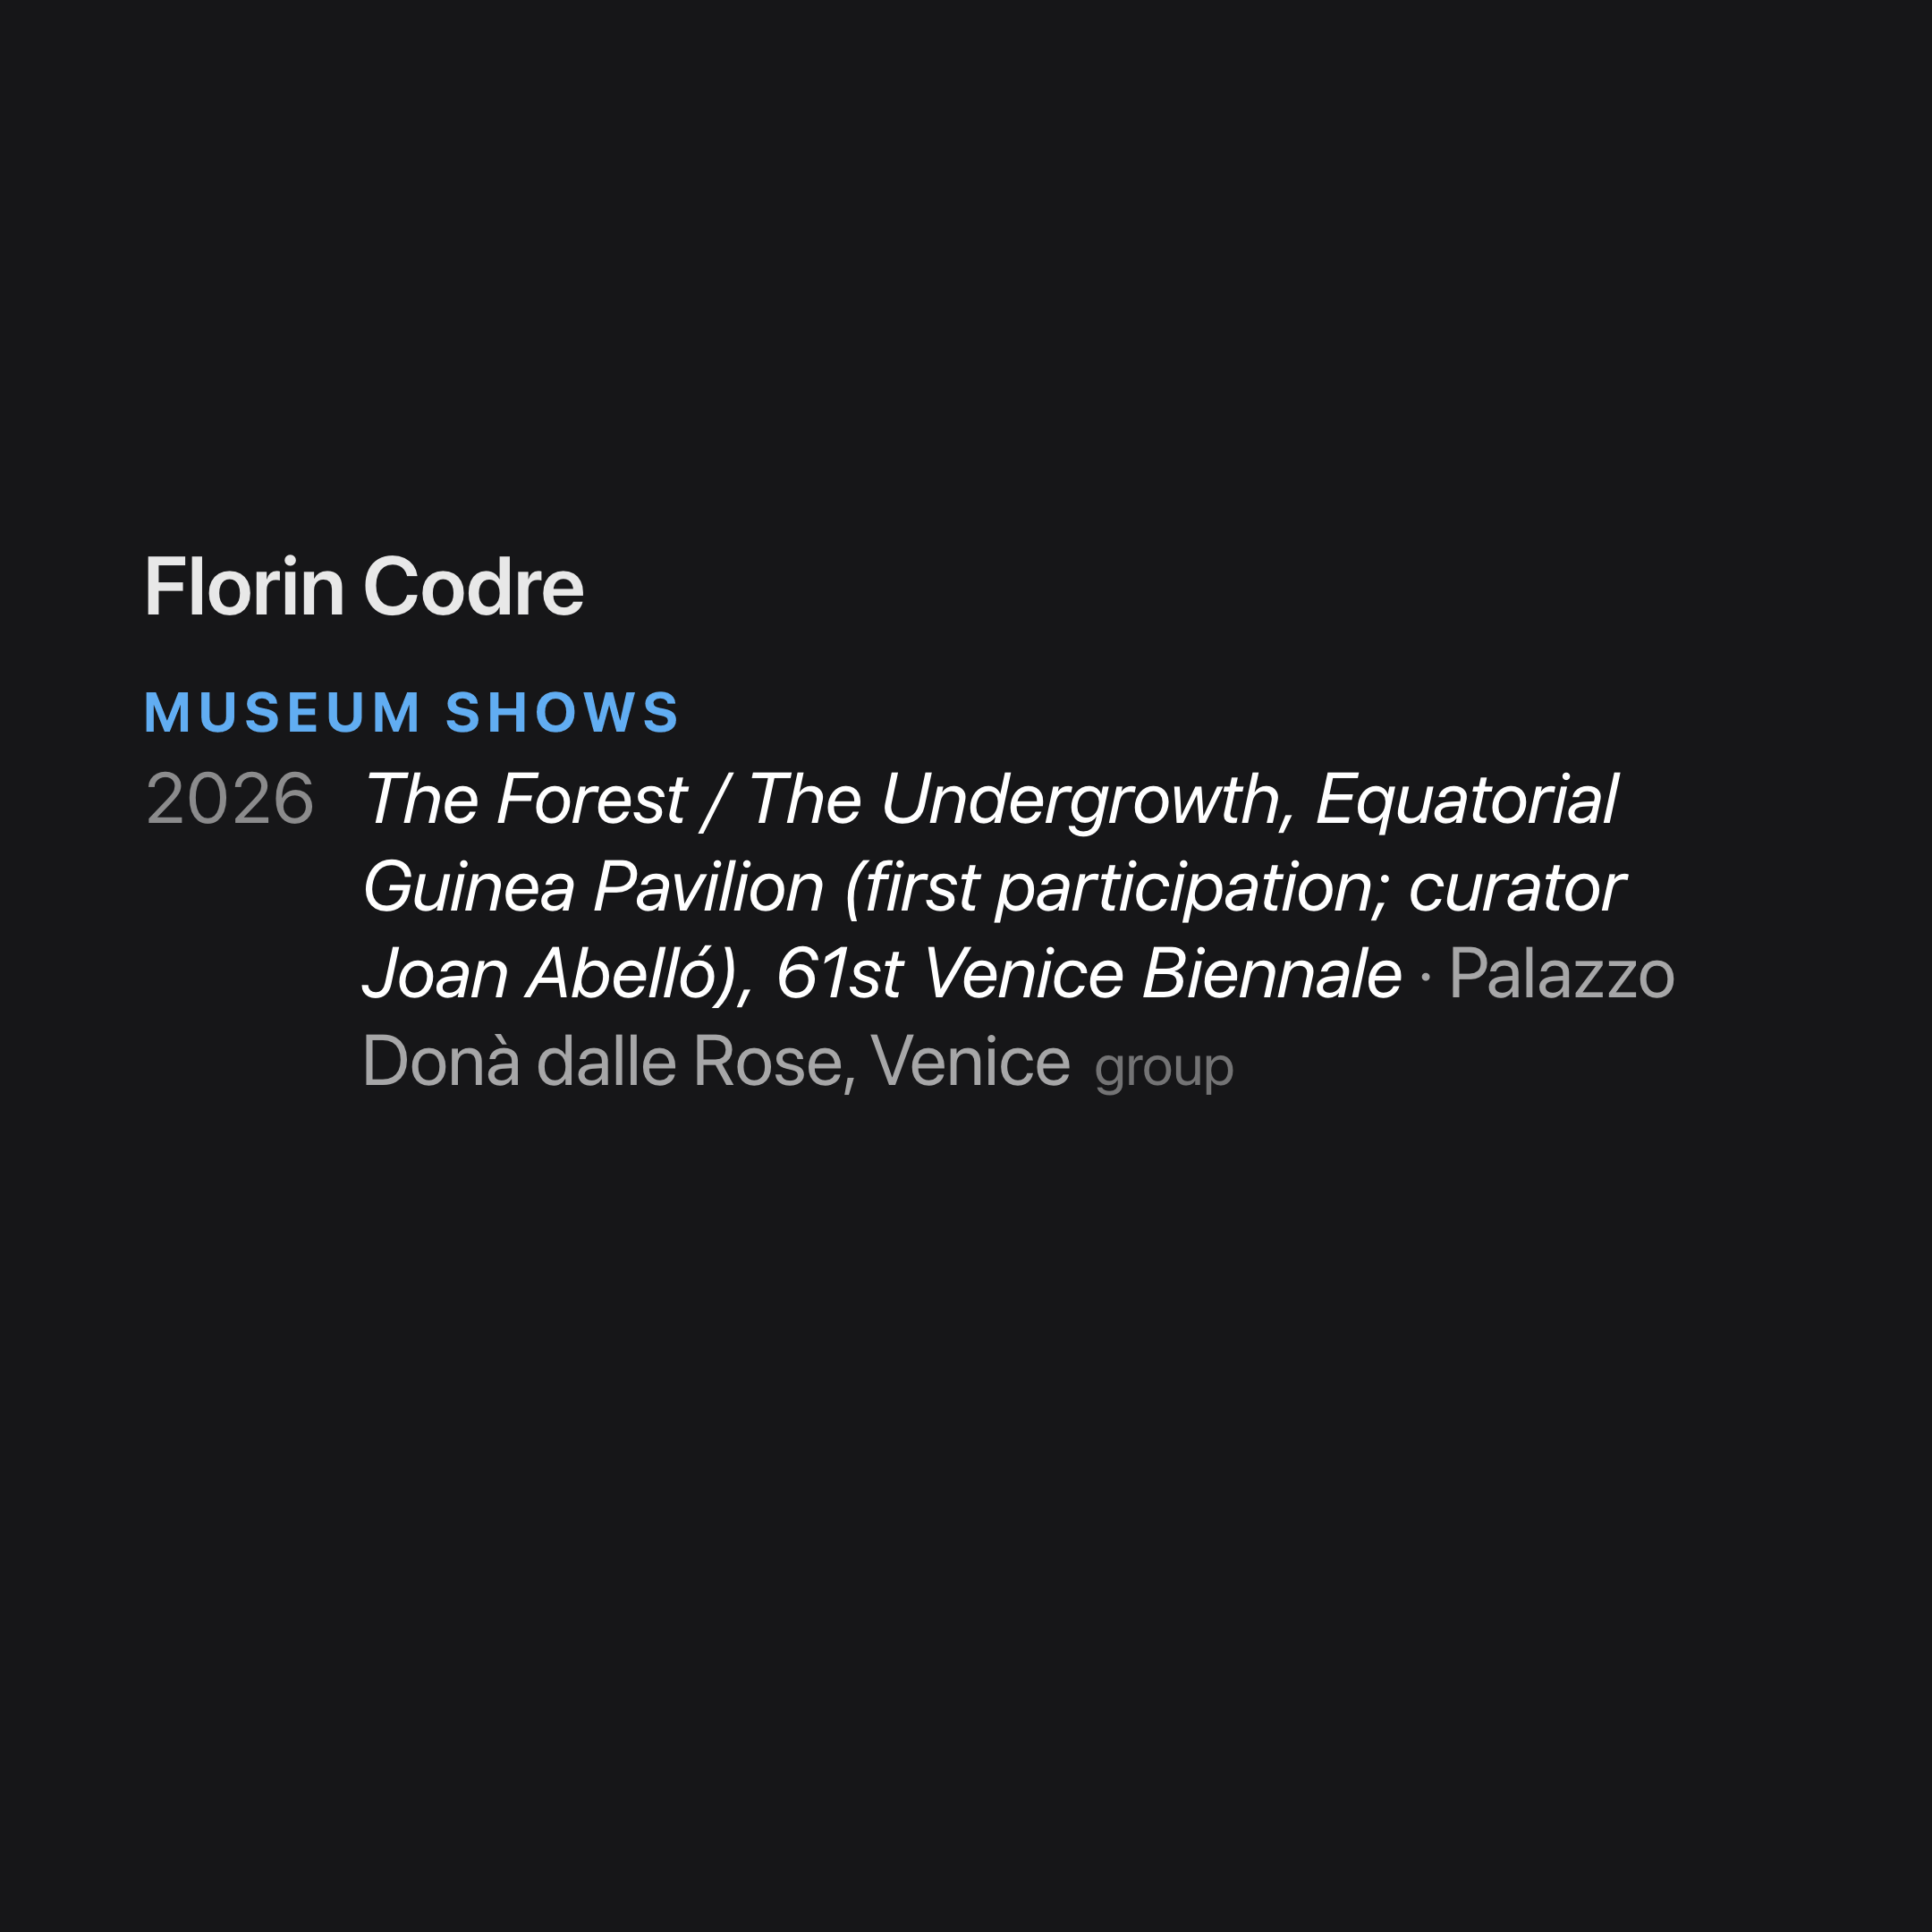 Florin Codre
MUSEUM SHOWS
2026 The Forest / The Undergrowth, Equatorial
Guinea Pavilion (first participation; curator
Joan Abelló), 61st Venice Biennale · Palazzo
Donà dalle Rose, Venice group